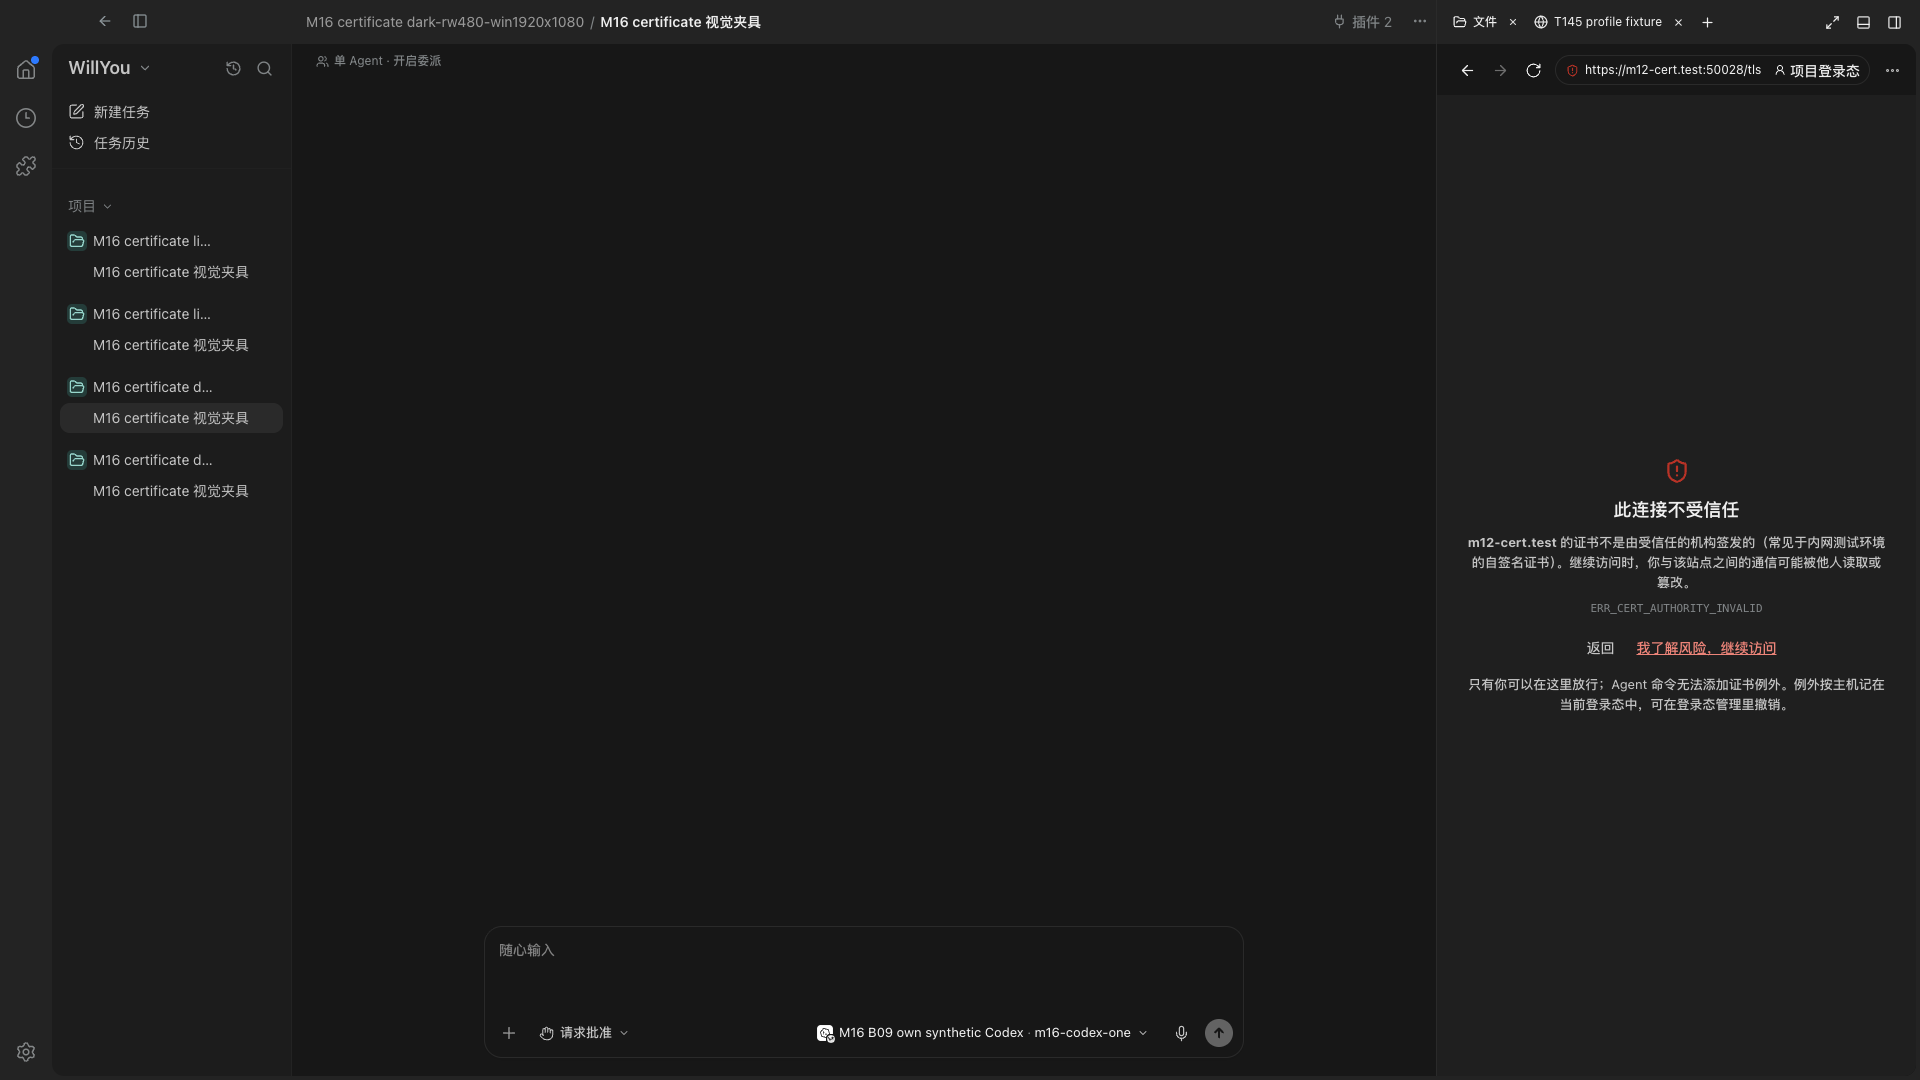 M16 certificate dark-rw480-win1920x1080 / M16 certificate 视觉夹具
插件 2
文件
T145 profile fixture
WillYou
新建任务
任务历史
项目
M16 certificate li...
M16 certificate 视觉夹具
M16 certificate li...
M16 certificate 视觉夹具
M16 certificate d...
M16 certificate 视觉夹具
M16 certificate d...
M16 certificate 视觉夹具
单 Agent · 开启委派
随心输入
请求批准
M16 B09 own synthetic Codex · m16-codex-one
https://m12-cert.test:50028/tls
项目登录态
此连接不受信任
m12-cert.test 的证书不是由受信任的机构签发的（常见于内网测试环境
的自签名证书）。继续访问时，你与该站点之间的通信可能被他人读取或
篡改。
ERR_CERT_AUTHORITY_INVALID
返回
我了解风险，继续访问
只有你可以在这里放行；Agent 命令无法添加证书例外。例外按主机记在
当前登录态中，可在登录态管理里撤销。